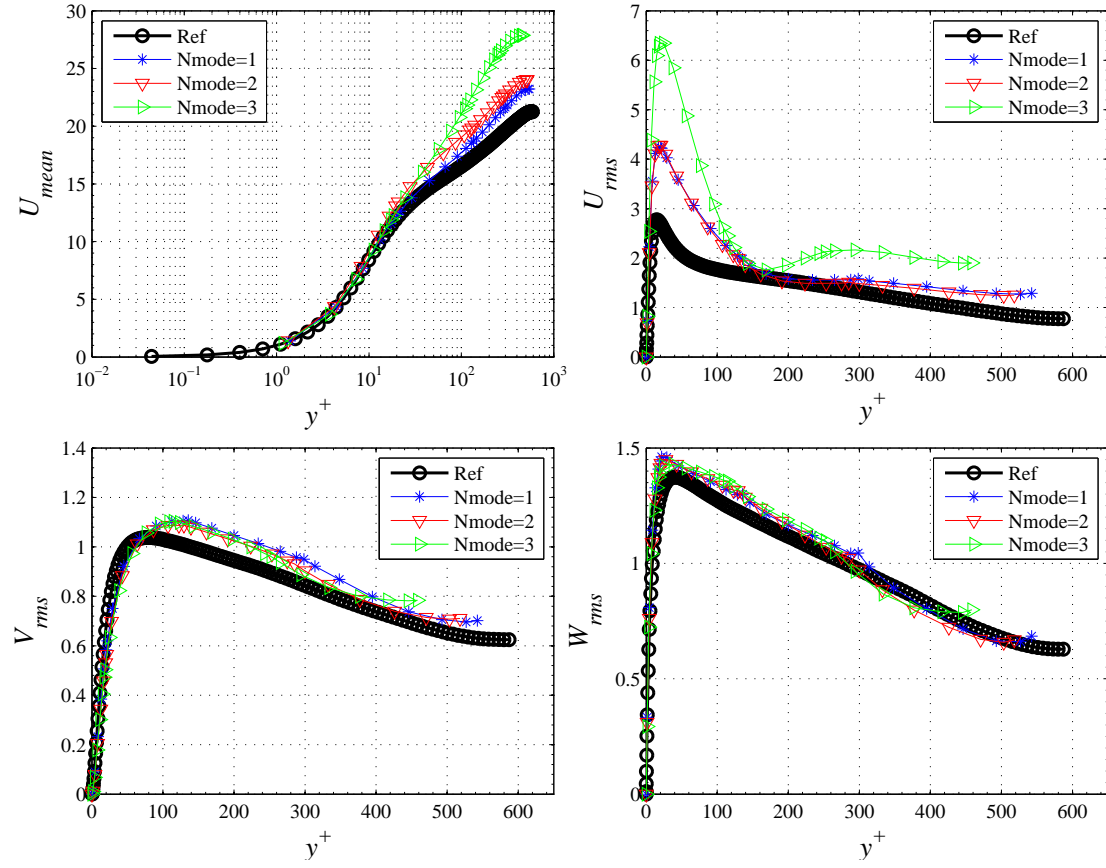 35
30
25
20
15
10
5
0
U_mean
10^−2
10^−1
10^0
10^1
10^2
10^3
y^+
Ref
Nmode=1
Nmode=2
Nmode=3
7
6
5
4
3
2
1
0
U_rms
0
100
200
300
400
500
600
y^+
Ref
Nmode=1
Nmode=2
Nmode=3
1.4
1.2
1
0.8
0.6
0.4
0.2
0
V_rms
0
100
200
300
400
500
600
y^+
Ref
Nmode=1
Nmode=2
Nmode=3
1.5
1
0.5
0
W_rms
0
100
200
300
400
500
600
y^+
Ref
Nmode=1
Nmode=2
Nmode=3